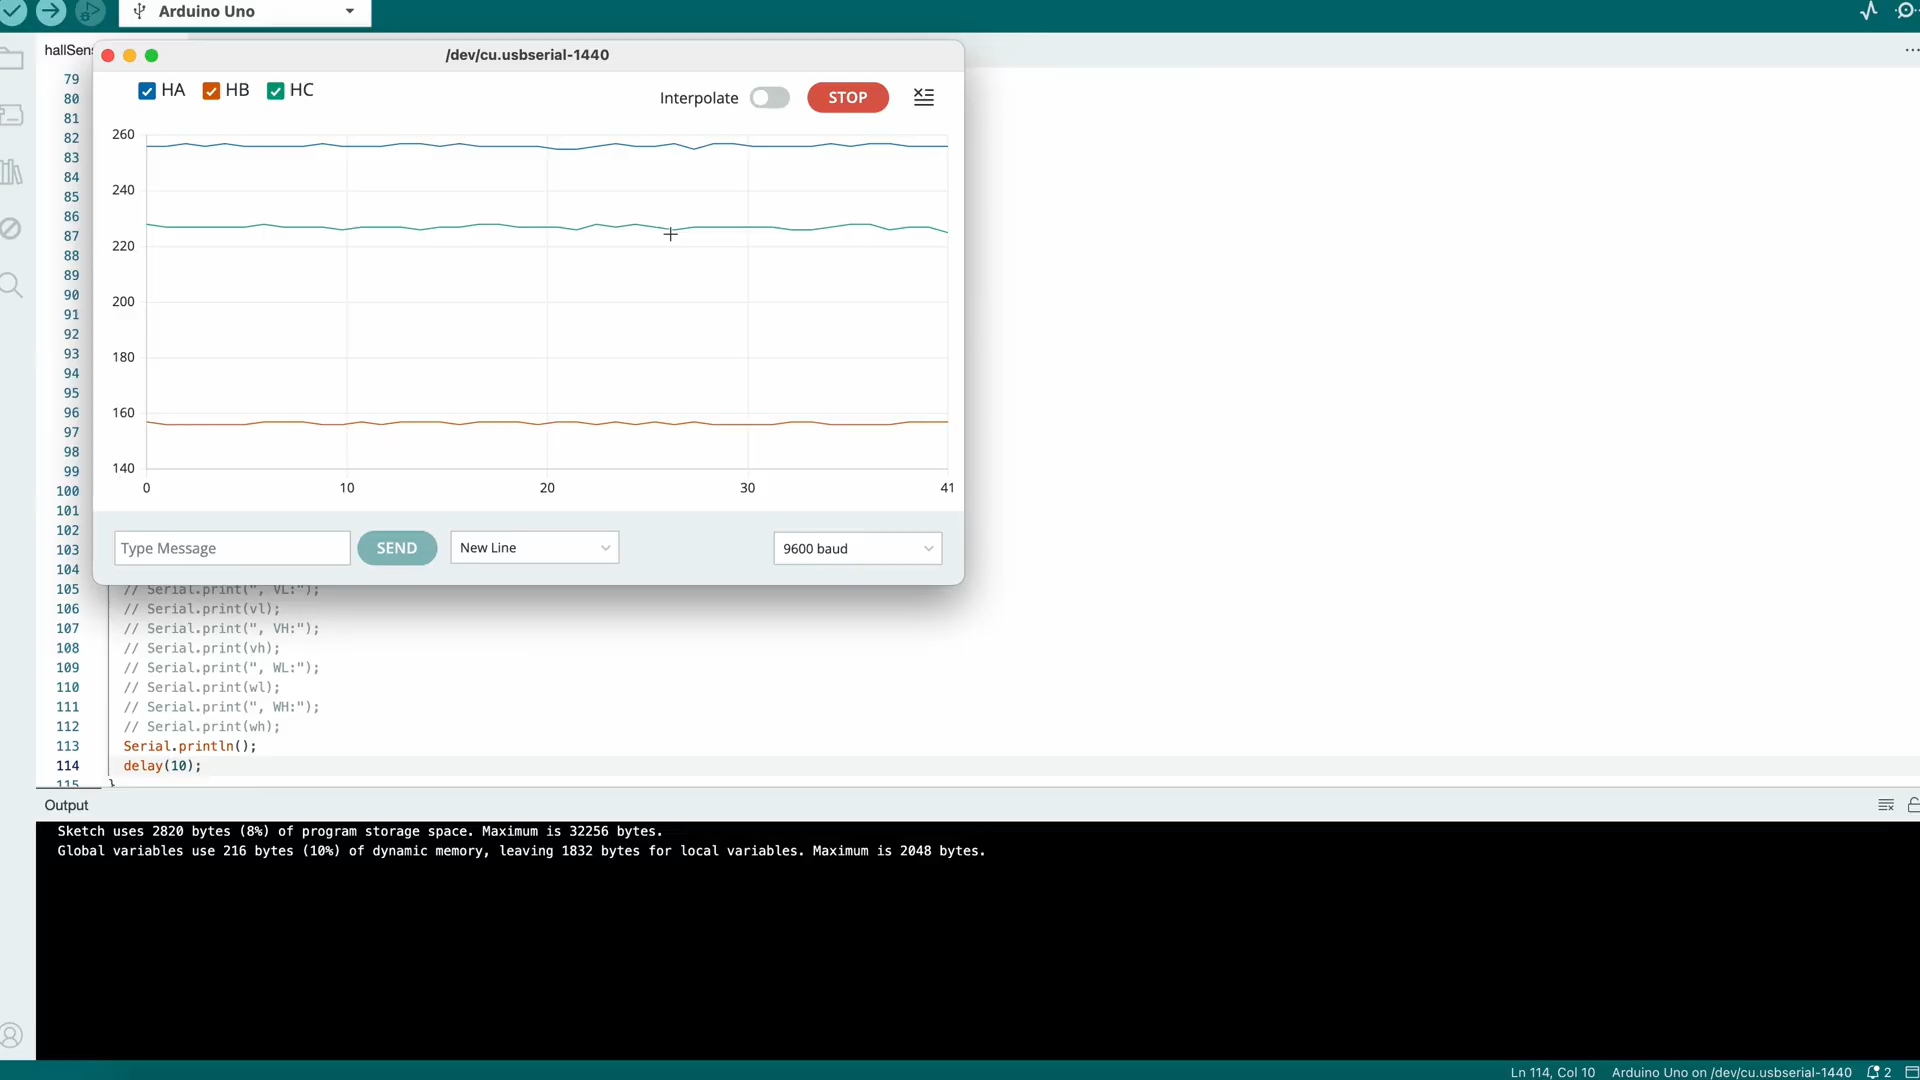 Arduino Uno
hallSens
/dev/cu.usbserial-1440
HA HB HC
Interpolate
STOP
260
240
220
200
180
160
140
0 10 20 30 41
Type Message
SEND
New Line
9600 baud
79
80
81
82
83
84
85
86
87
88
89
90
91
92
93
94
95
96
97
98
99
100
101
102
103
104
105 // Serial.print(", VL:");
106 // Serial.print(vl);
107 // Serial.print(", VH:");
108 // Serial.print(vh);
109 // Serial.print(", WL:");
110 // Serial.print(wl);
111 // Serial.print(", WH:");
112 // Serial.print(wh);
113 Serial.println();
114 delay(10);
115 }
Output
Sketch uses 2820 bytes (8%) of program storage space. Maximum is 32256 bytes.
Global variables use 216 bytes (10%) of dynamic memory, leaving 1832 bytes for local variables. Maximum is 2048 bytes.
Ln 114, Col 10 Arduino Uno on /dev/cu.usbserial-1440 2